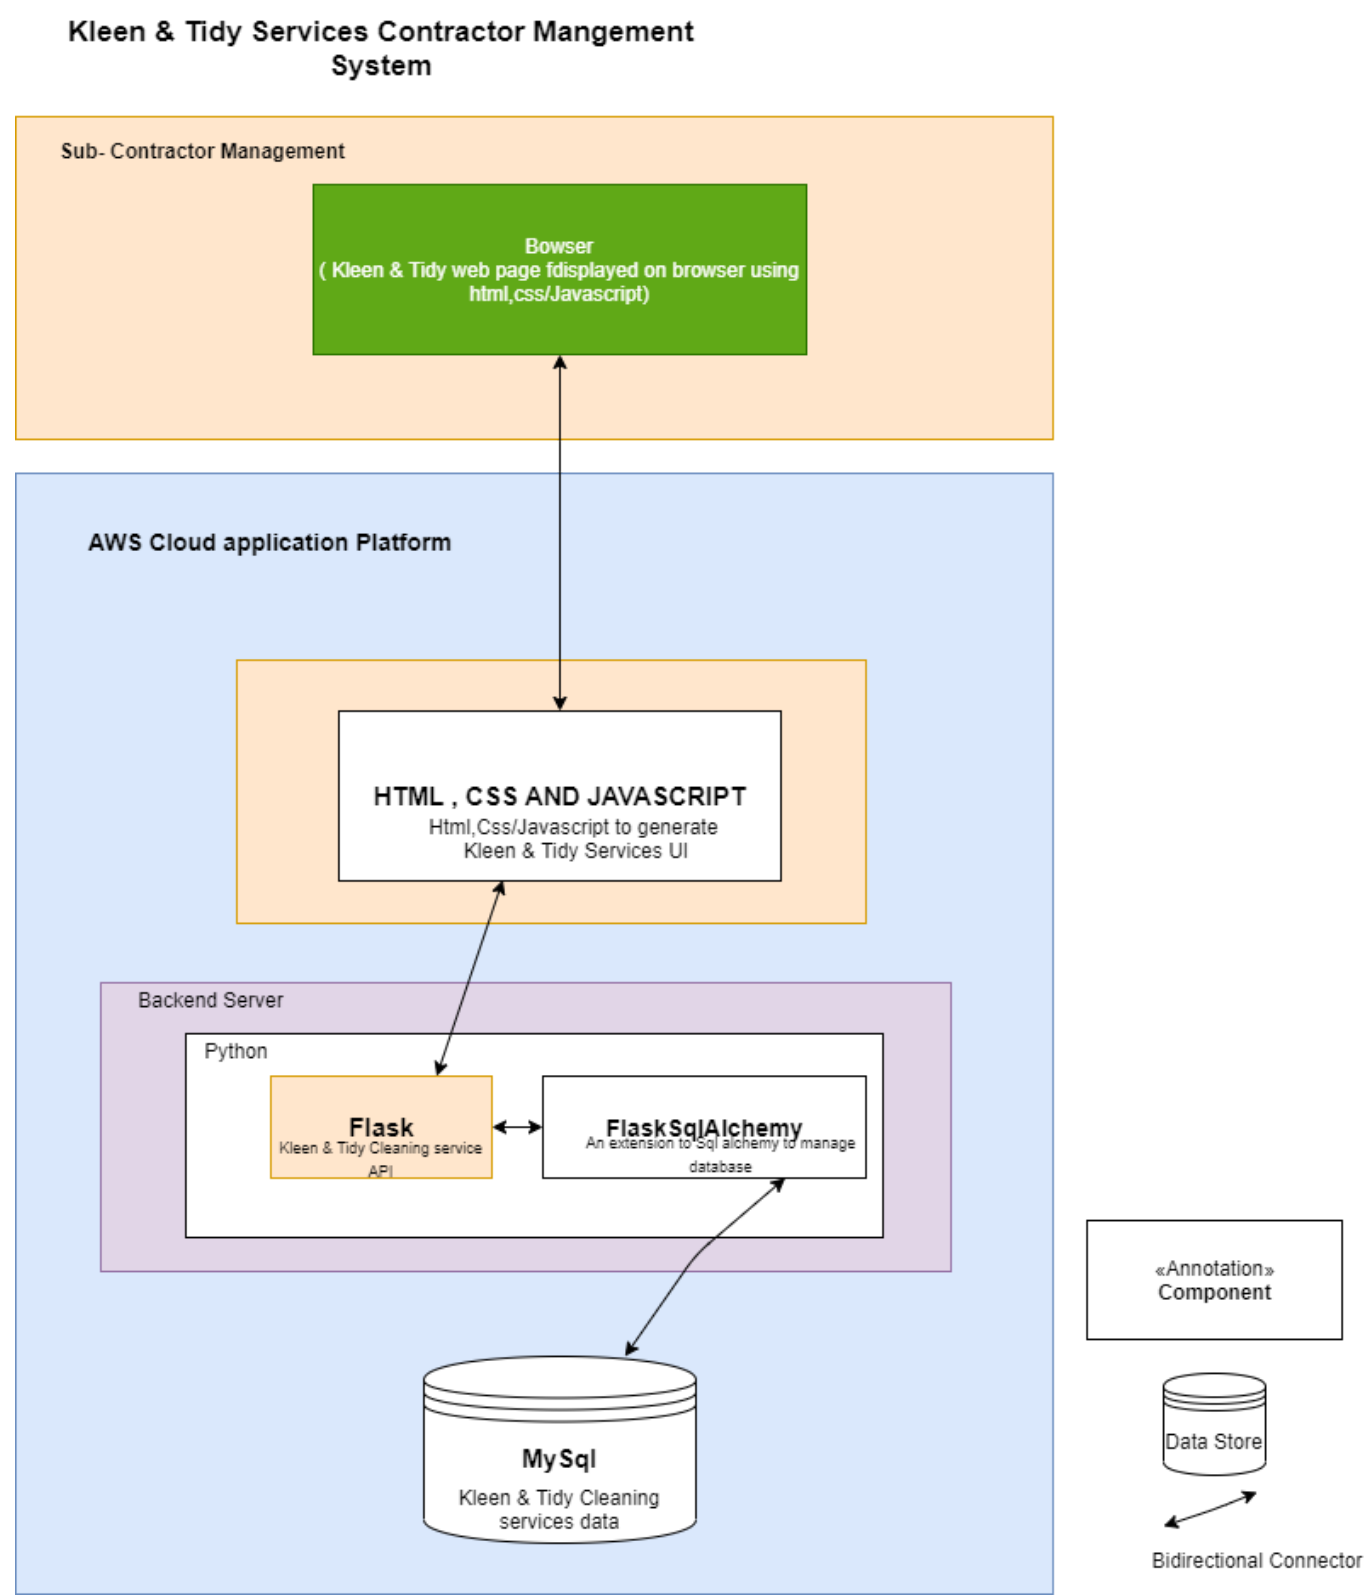 Kleen & Tidy Services Contractor Mangement
System
Sub- Contractor Management
Bowser
( Kleen & Tidy web page fdisplayed on browser using
html,css/Javascript)
AWS Cloud application Platform
HTML , CSS AND JAVASCRIPT
Html,Css/Javascript to generate
Kleen & Tidy Services UI
Backend Server
Python
Flask
Kleen & Tidy Cleaning service
API
FlaskSqlAlchemy
An extension to Sql alchemy to manage
database
MySql
Kleen & Tidy Cleaning
services data
«Annotation»
Component
Data Store
Bidirectional Connector